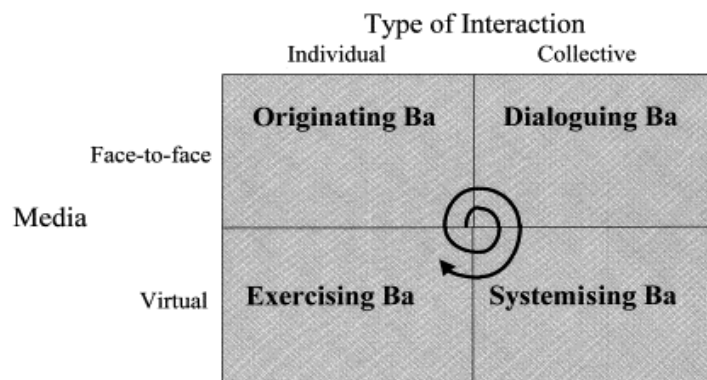 Type of Interaction
Individual Collective
Originating Ba Dialoguing Ba
Face-to-face
Media
Virtual
Exercising Ba Systemising Ba